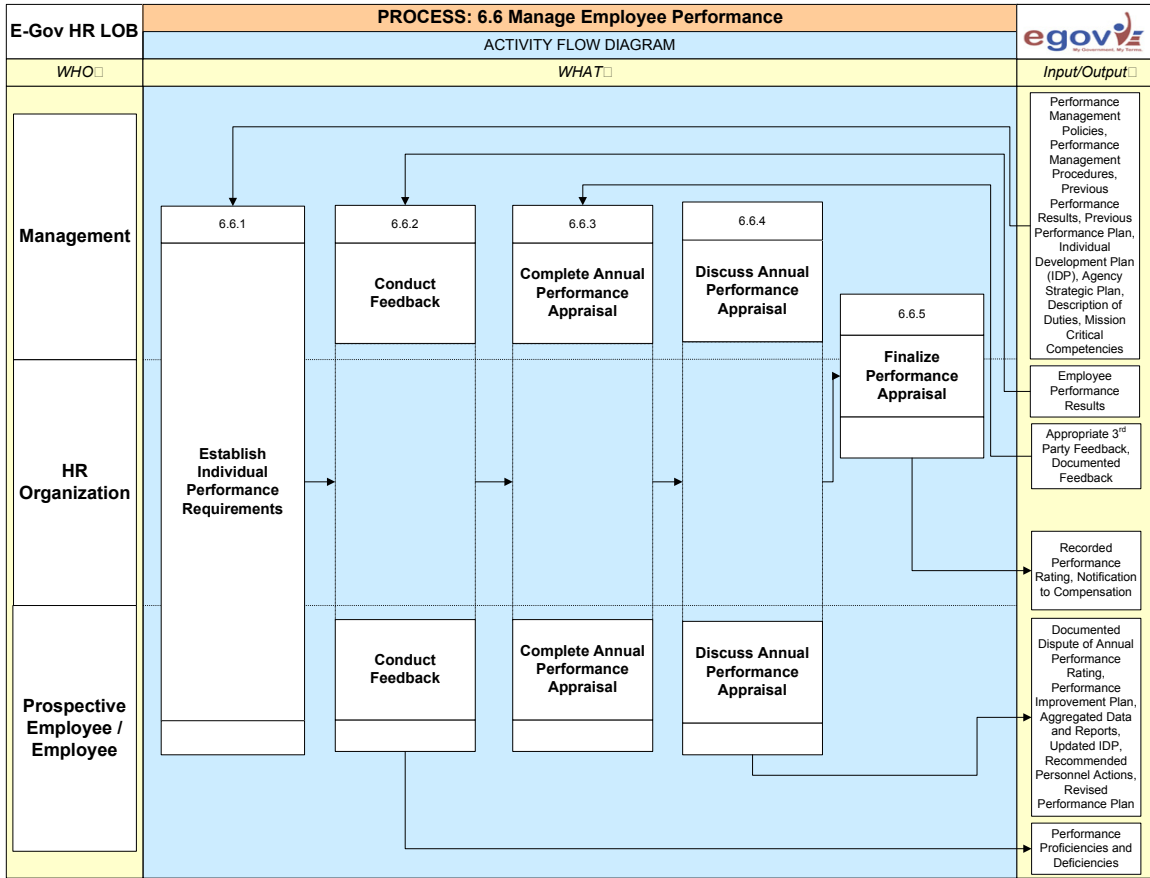 E-Gov HR LOB
PROCESS: 6.6 Manage Employee Performance
ACTIVITY FLOW DIAGRAM
egov
My Government. My Terms.
WHO□
WHAT□
Input/Output□
Management
HR
Organization
Prospective
Employee /
Employee
6.6.1
Establish
Individual
Performance
Requirements
6.6.2
Conduct
Feedback
6.6.3
Complete Annual
Performance
Appraisal
6.6.4
Discuss Annual
Performance
Appraisal
6.6.5
Finalize
Performance
Appraisal
Conduct
Feedback
Complete Annual
Performance
Appraisal
Discuss Annual
Performance
Appraisal
Performance
Management
Policies,
Performance
Management
Procedures,
Previous
Performance
Results, Previous
Performance Plan,
Individual
Development Plan
(IDP), Agency
Strategic Plan,
Description of
Duties, Mission
Critical
Competencies
Employee
Performance
Results
Appropriate 3rd
Party Feedback,
Documented
Feedback
Recorded
Performance
Rating, Notification
to Compensation
Documented
Dispute of Annual
Performance
Rating,
Performance
Improvement Plan,
Aggregated Data
and Reports,
Updated IDP,
Recommended
Personnel Actions,
Revised
Performance Plan
Performance
Proficiencies and
Deficiencies